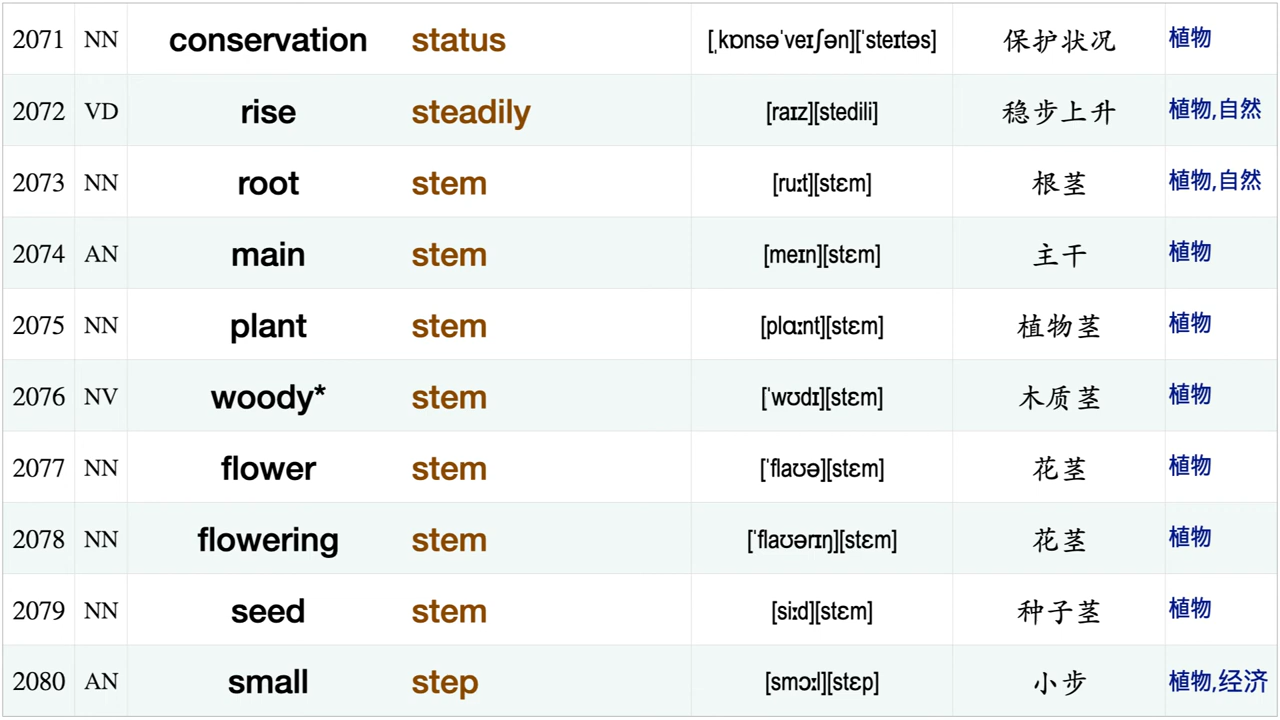 2071 NN conservation status [ˌkɒnsəˈveɪʃən][ˈsteɪtəs] 保护状况 植物
2072 VD rise steadily [raɪz][stedili] 稳步上升 植物,自然
2073 NN root stem [ruːt][stɛm] 根茎 植物,自然
2074 AN main stem [meɪn][stɛm] 主干 植物
2075 NN plant stem [plɑːnt][stɛm] 植物茎 植物
2076 NV woody* stem [ˈwʊdɪ][stɛm] 木质茎 植物
2077 NN flower stem [ˈflaʊə][stɛm] 花茎 植物
2078 NN flowering stem [ˈflaʊərɪŋ][stɛm] 花茎 植物
2079 NN seed stem [siːd][stɛm] 种子茎 植物
2080 AN small step [smɔːl][stɛp] 小步 植物,经济